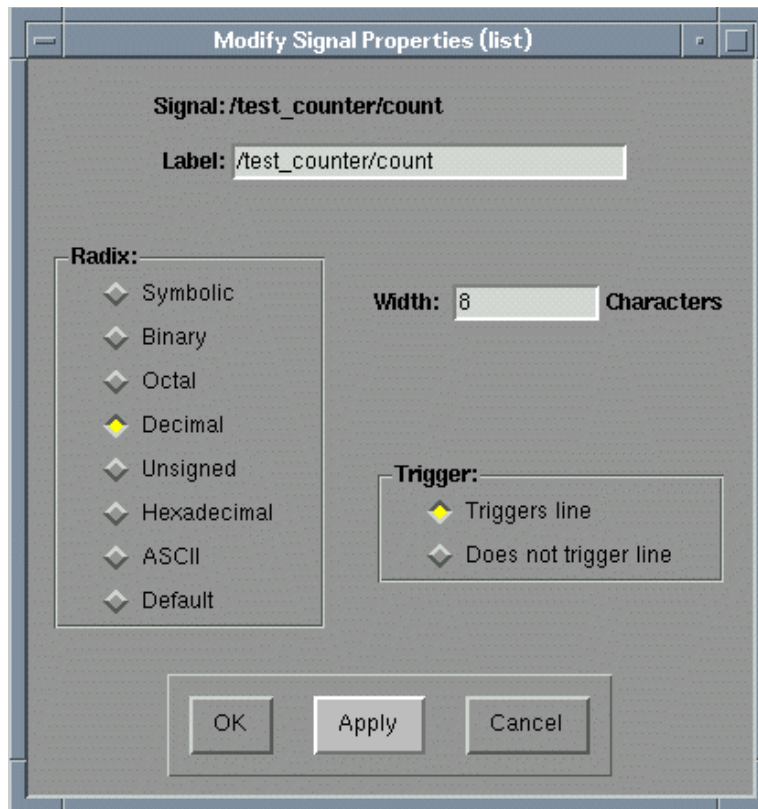 Modify Signal Properties (list)
Signal: /test_counter/count
Label: /test_counter/count
Radix:
Symbolic
Binary
Octal
Decimal
Unsigned
Hexadecimal
ASCII
Default
Width: 8 Characters
Trigger:
Triggers line
Does not trigger line
OK Apply Cancel